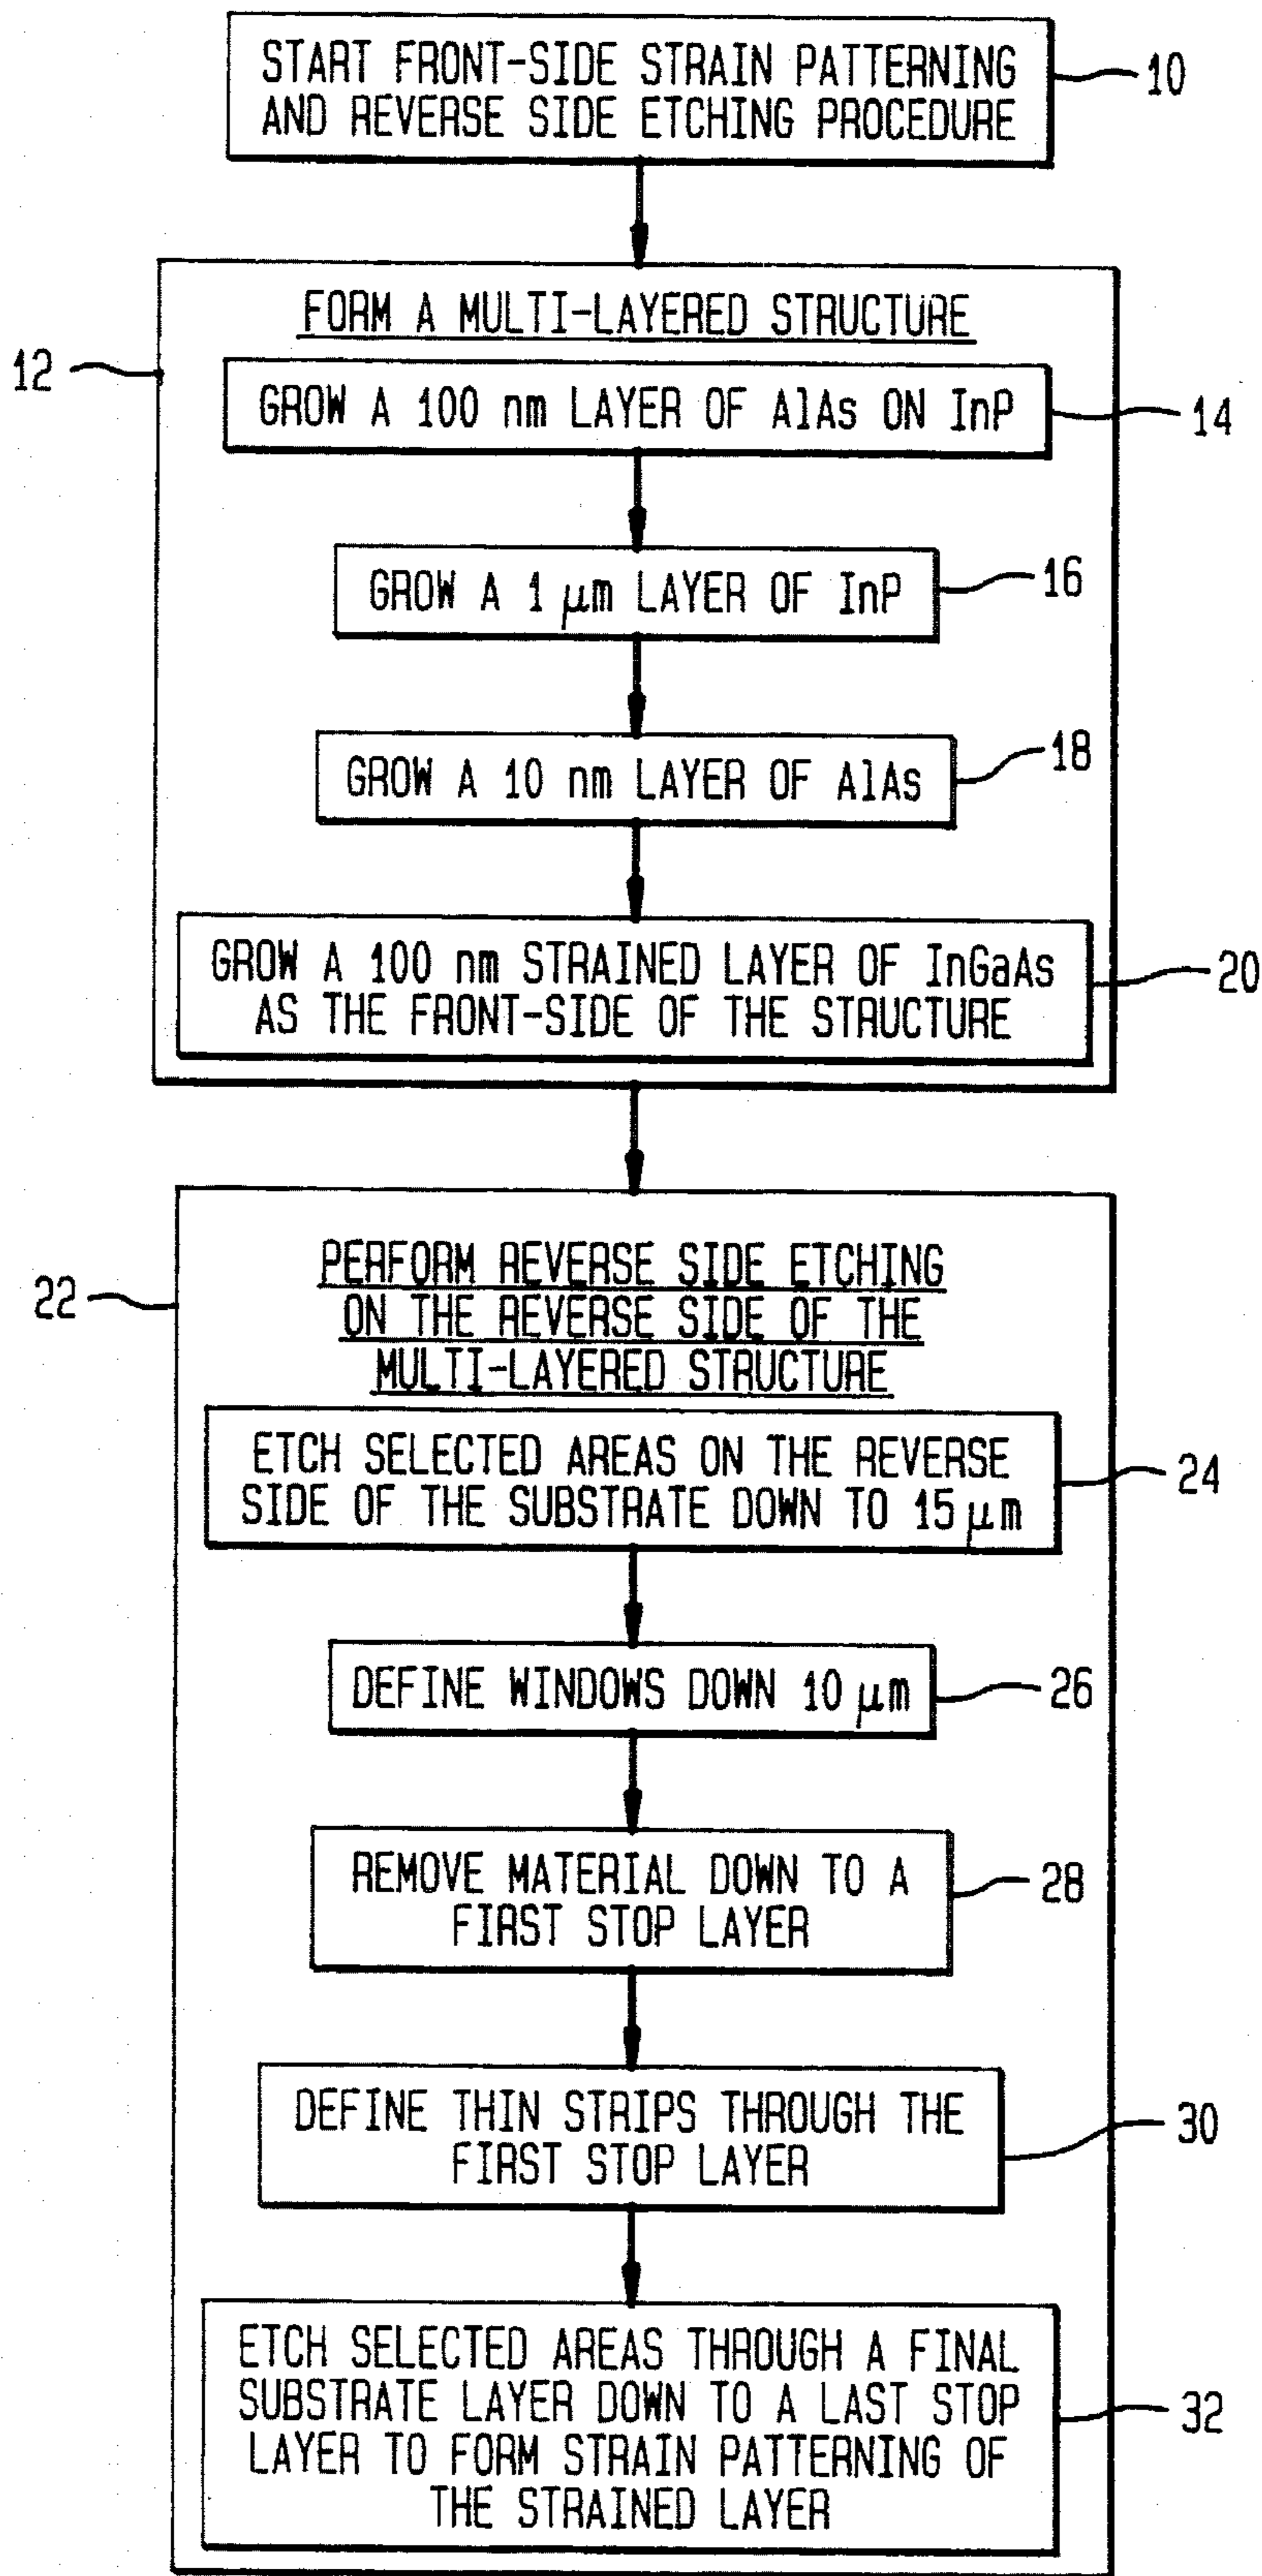 START FRONT-SIDE STRAIN PATTERNING
AND REVERSE SIDE ETCHING PROCEDURE
10
FORM A MULTI-LAYERED STRUCTURE
12
GROW A 100 nm LAYER OF AlAs ON InP
14
GROW A 1 μm LAYER OF InP
16
GROW A 10 nm LAYER OF AlAs
18
GROW A 100 nm STRAINED LAYER OF InGaAs
AS THE FRONT-SIDE OF THE STRUCTURE
20
PERFORM REVERSE SIDE ETCHING
ON THE REVERSE SIDE OF THE
MULTI-LAYERED STRUCTURE
22
ETCH SELECTED AREAS ON THE REVERSE
SIDE OF THE SUBSTRATE DOWN TO 15 μm
24
DEFINE WINDOWS DOWN 10 μm
26
REMOVE MATERIAL DOWN TO A
FIRST STOP LAYER
28
DEFINE THIN STRIPS THROUGH THE
FIRST STOP LAYER
30
ETCH SELECTED AREAS THROUGH A FINAL
SUBSTRATE LAYER DOWN TO A LAST STOP
LAYER TO FORM STRAIN PATTERNING OF
THE STRAINED LAYER
32